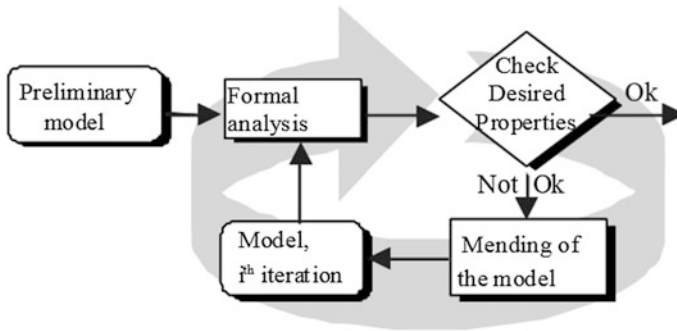 Preliminary
model
Formal
analysis
Check
Desired
Properties
Ok
Not Ok
Mending of
the model
Model,
iᵗʰ iteration